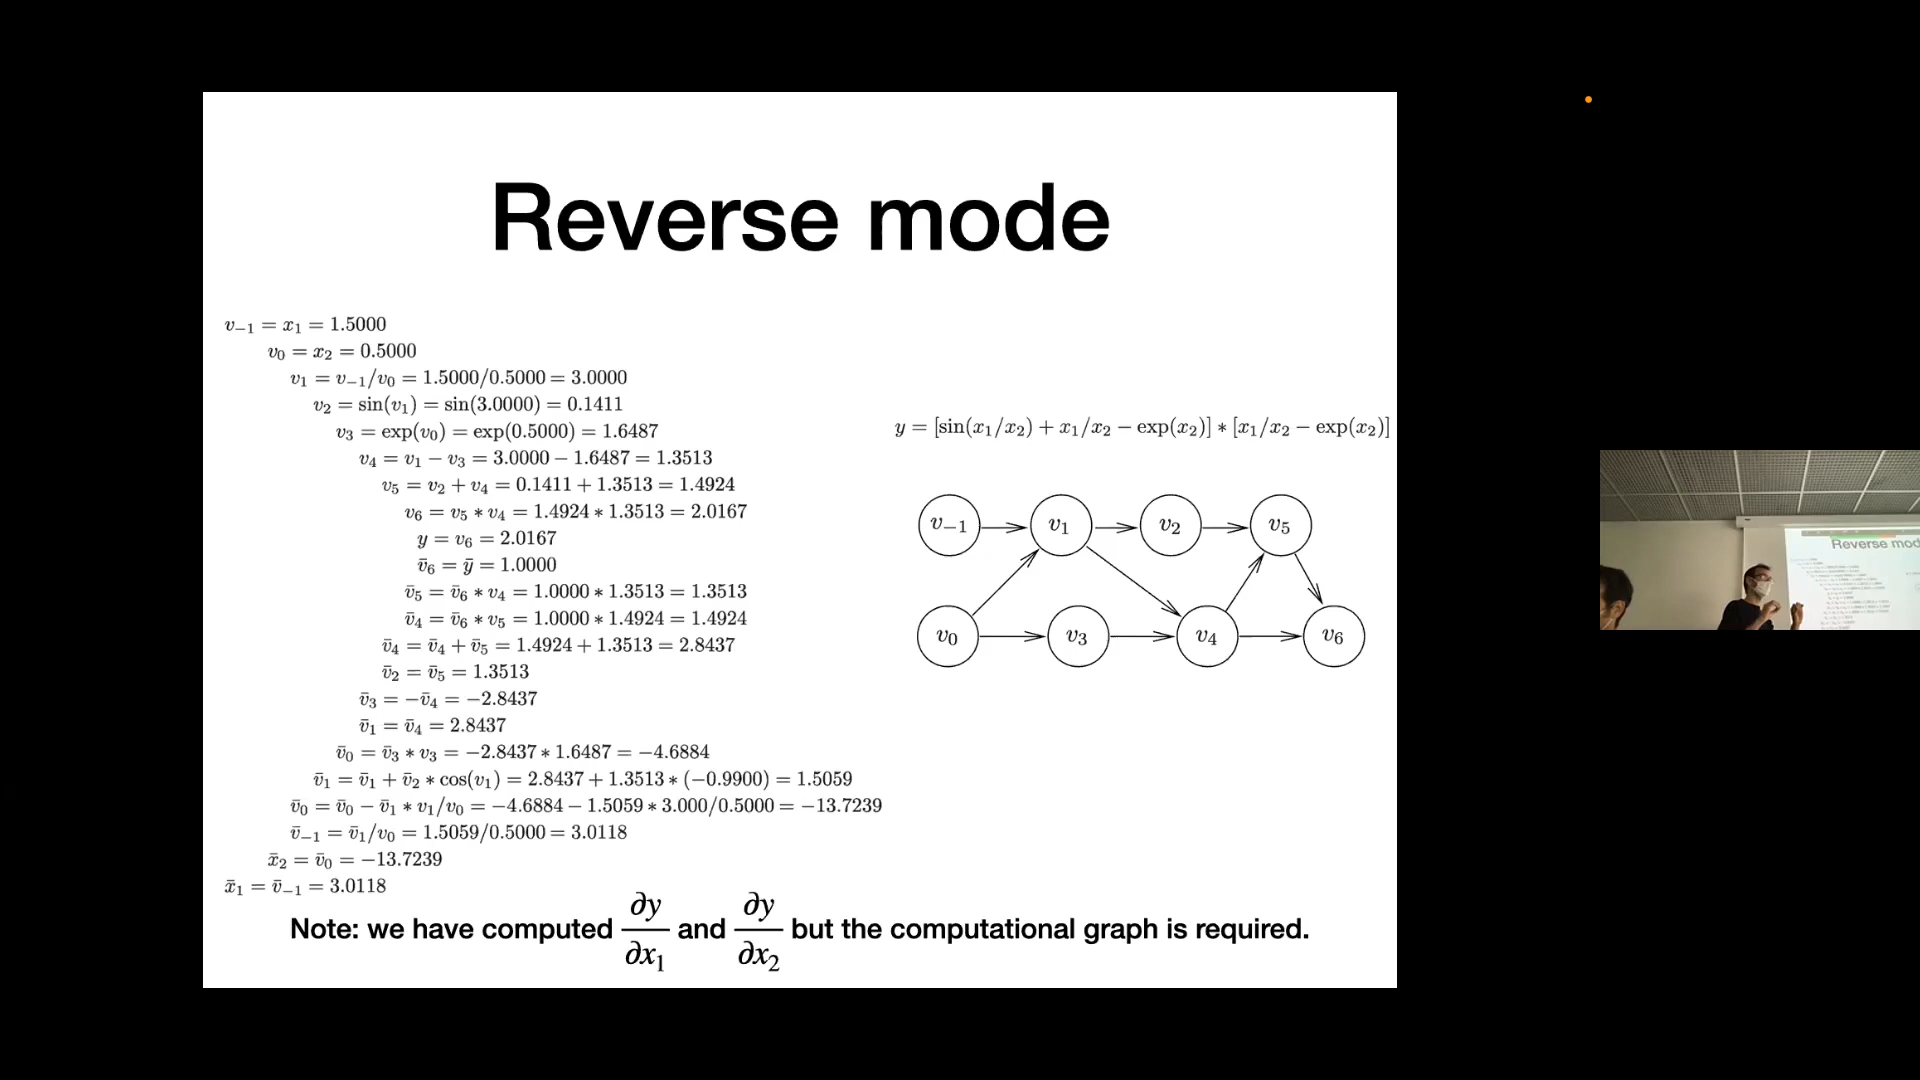 Reverse mode
v₋₁ = x₁ = 1.5000
v₀ = x₂ = 0.5000
v₁ = v₋₁/v₀ = 1.5000/0.5000 = 3.0000
v₂ = sin(v₁) = sin(3.0000) = 0.1411
v₃ = exp(v₀) = exp(0.5000) = 1.6487
v₄ = v₁ − v₃ = 3.0000 − 1.6487 = 1.3513
v₅ = v₂ + v₄ = 0.1411 + 1.3513 = 1.4924
v₆ = v₅ ∗ v₄ = 1.4924 ∗ 1.3513 = 2.0167
y = v₆ = 2.0167
v̄₆ = ȳ = 1.0000
v̄₅ = v̄₆ ∗ v₄ = 1.0000 ∗ 1.3513 = 1.3513
v̄₄ = v̄₆ ∗ v₅ = 1.0000 ∗ 1.4924 = 1.4924
v̄₄ = v̄₄ + v̄₅ = 1.4924 + 1.3513 = 2.8437
v̄₂ = v̄₅ = 1.3513
v̄₃ = −v̄₄ = −2.8437
v̄₁ = v̄₄ = 2.8437
v̄₀ = v̄₃ ∗ v₃ = −2.8437 ∗ 1.6487 = −4.6884
v̄₁ = v̄₁ + v̄₂ ∗ cos(v₁) = 2.8437 + 1.3513 ∗ (−0.9900) = 1.5059
v̄₀ = v̄₀ − v̄₁ ∗ v₁/v₀ = −4.6884 − 1.5059 ∗ 3.000/0.5000 = −13.7239
v̄₋₁ = v̄₁/v₀ = 1.5059/0.5000 = 3.0118
x̄₂ = v̄₀ = −13.7239
x̄₁ = v̄₋₁ = 3.0118
y = [sin(x₁/x₂) + x₁/x₂ − exp(x₂)] ∗ [x₁/x₂ − exp(x₂)]
v₋₁ v₁ v₂ v₅
v₀ v₃ v₄ v₆
Note: we have computed ∂y/∂x₁ and ∂y/∂x₂ but the computational graph is required.
Reverse mod